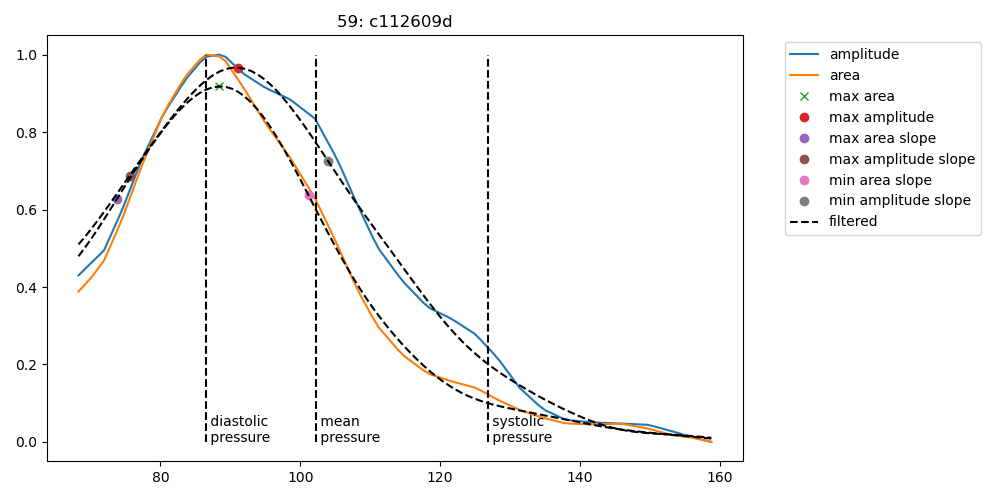 59: c112609d
1.0
0.8
0.6
0.4
0.2
0.0
diastolic
pressure
mean
pressure
systolic
pressure
80
100
120
140
160
amplitude
area
max area
max amplitude
max area slope
max amplitude slope
min area slope
min amplitude slope
filtered